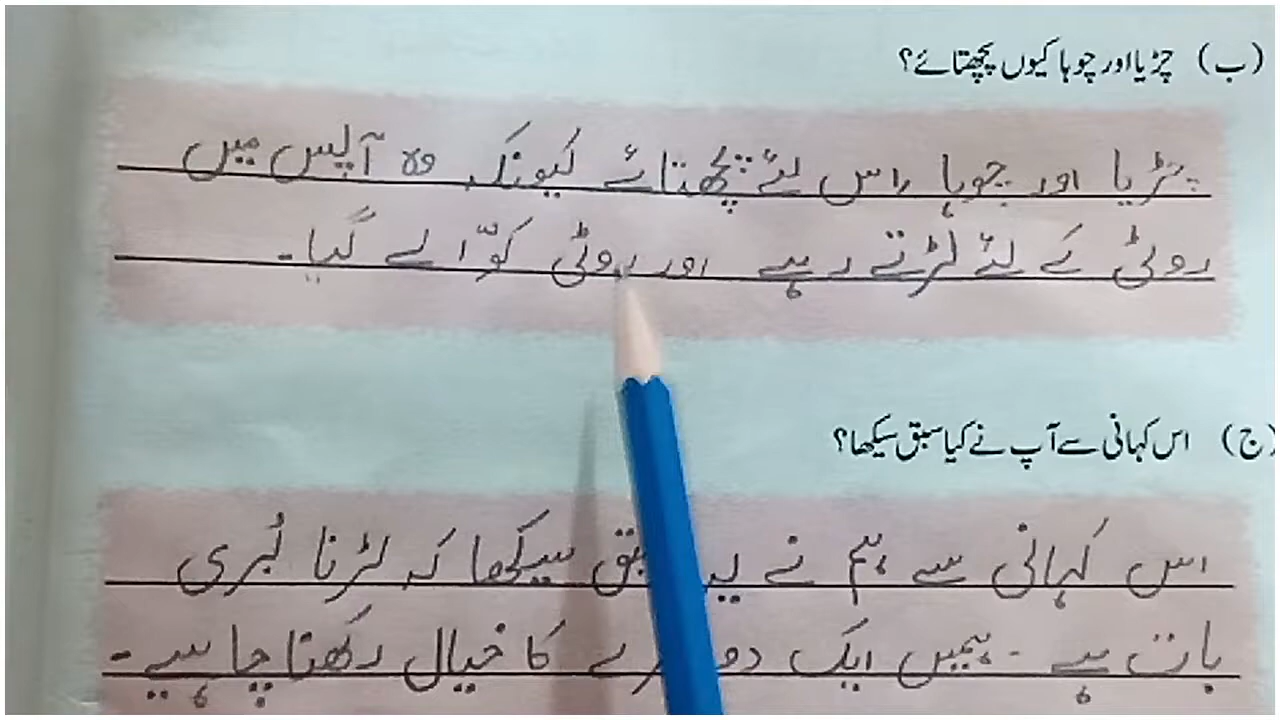 (ب) چڑیا اور چوہا کیوں پچھتائے؟
چڑیا اور چوہا اس لئے پچھتائے کیونکہ وہ آپس میں
روٹی کے لئے لڑتے رہے اور روٹی کوّا لے گیا۔
(ج) اس کہانی سے آپ نے کیا سبق سیکھا؟
اس کہانی سے ہم نے یہ سبق سیکھا کہ لڑنا بُری
بات ہے ۔ ہمیں ایک دوسرے کا خیال رکھنا چاہیے۔